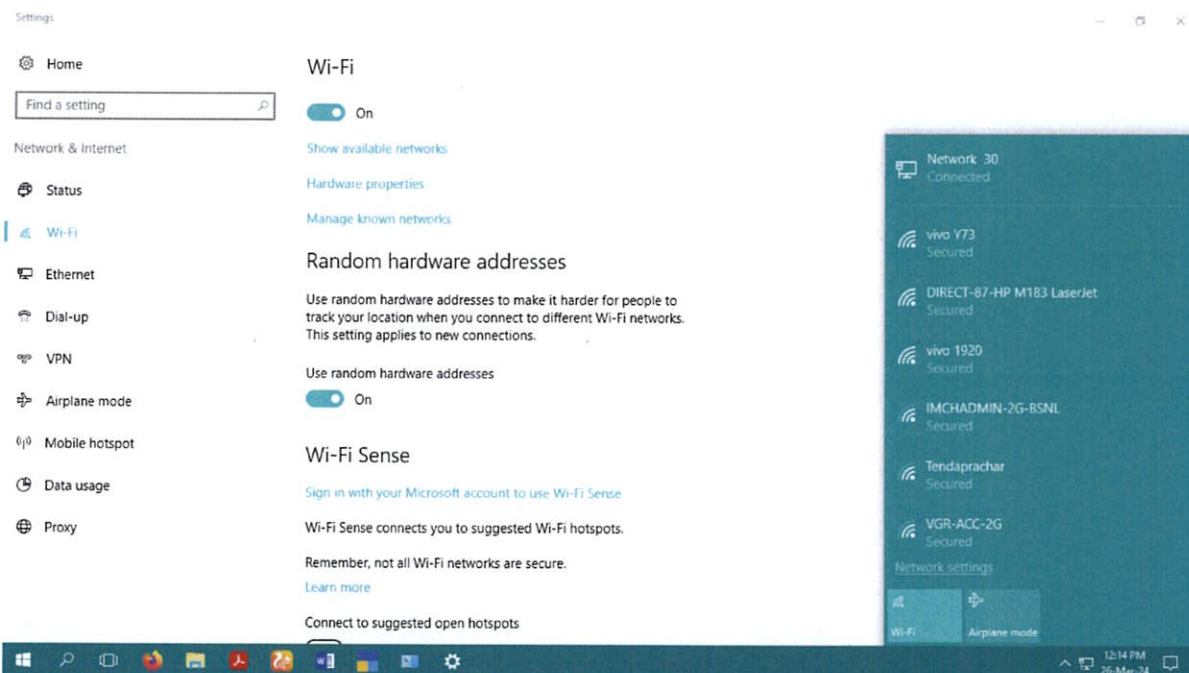 Settings
Home
Find a setting
Network & Internet
Status
Wi-Fi
Ethernet
Dial-up
VPN
Airplane mode
Mobile hotspot
Data usage
Proxy
Wi-Fi
On
Show available networks
Hardware properties
Manage known networks
Random hardware addresses
Use random hardware addresses to make it harder for people to
track your location when you connect to different Wi-Fi networks.
This setting applies to new connections.
Use random hardware addresses
On
Wi-Fi Sense
Sign in with your Microsoft account to use Wi-Fi Sense
Wi-Fi Sense connects you to suggested Wi-Fi hotspots.
Remember, not all Wi-Fi networks are secure.
Learn more
Connect to suggested open hotspots
Network 30
Connected
vivo Y73
Secured
DIRECT-87-HP M183 LaserJet
Secured
vivo 1920
Secured
IMCHADMIN-2G-BSNL
Secured
Tendaprachar
Secured
VGR-ACC-2G
Secured
Network settings
Wi-Fi
Airplane mode
12:14 PM
26-Mar-24